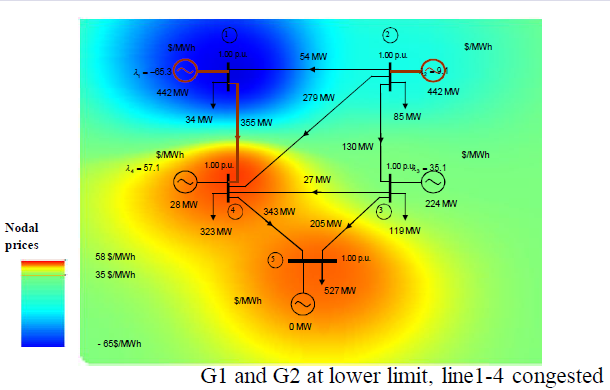 1
2
$/MWh
1.00 p.u.
54 MW
1.00 p.u.
$/MWh
λ₁ = -65.3
9.1
442 MW
279 MW
442 MW
34 MW
355 MW
85 MW
130 MW
$/MWh
$/MWh
λ₄ = 57.1
1.00 p.u.
27 MW
1.00 p.u.
35.1
28 MW
4
343 MW
205 MW
3
224 MW
323 MW
119 MW
Nodal
prices
58 $/MWh
35 $/MWh
5
1.00 p.u.
527 MW
$/MWh
0 MW
- 65$/MWh
G1 and G2 at lower limit, line1-4 congested